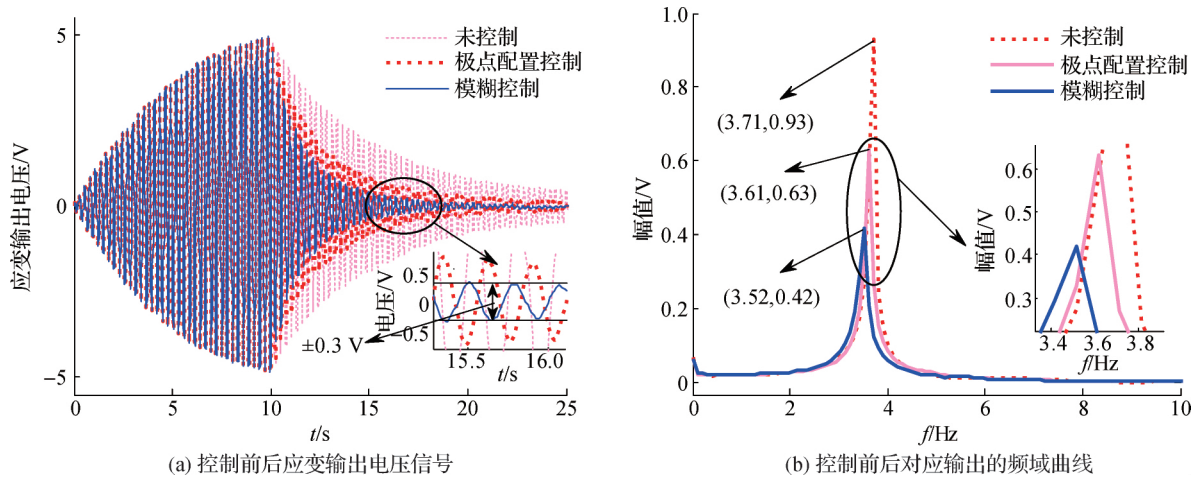 5
0
−5
应变输出电压/V
未控制
极点配置控制
模糊控制
电压/V
0.5
0
−0.5
±0.3 V
15.5 16.0
t/s
0 5 10 15 20 25
t/s
(a) 控制前后应变输出电压信号
1.0
0.8
0.6
0.4
0.2
0
幅值/V
未控制
极点配置控制
模糊控制
(3.71,0.93)
(3.61,0.63)
(3.52,0.42)
幅值/V
0.6
0.5
0.4
0.3
3.4 3.6 3.8
f/Hz
0 2 4 6 8 10
f/Hz
(b) 控制前后对应输出的频域曲线